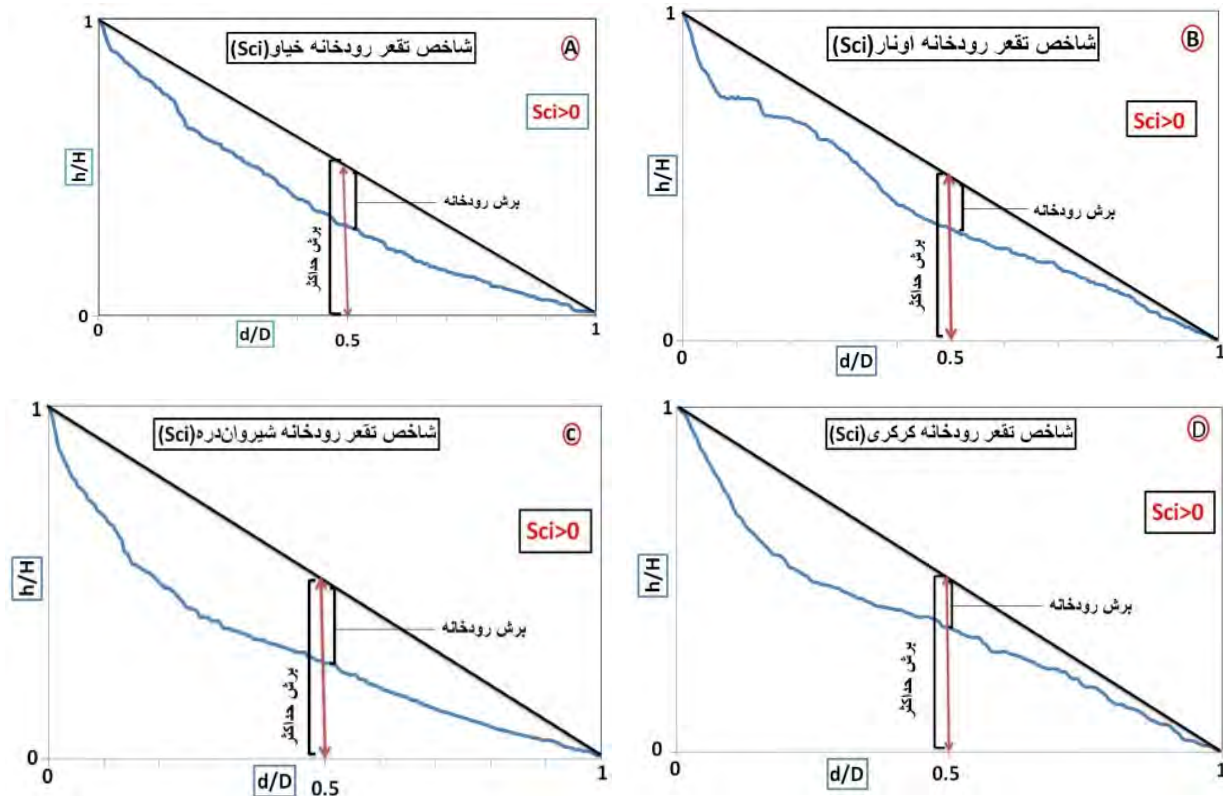 1
شاخص تقعر رودخانه خیاو(Sci)
A
Sci>0
h/H
برش رودخانه
برش حداکثر
0
d/D
0.5
1
1
شاخص تقعر رودخانه اونار(Sci)
B
Sci>0
h/H
برش رودخانه
برش حداکثر
0
0
d/D
0.5
1
1
شاخص تقعر رودخانه شیروان‌دره(Sci)
C
Sci>0
h/H
برش رودخانه
برش حداکثر
0
0
d/D
0.5
1
1
شاخص تقعر رودخانه کرکری(Sci)
D
Sci>0
h/H
برش رودخانه
برش حداکثر
0
0
d/D
0.5
1